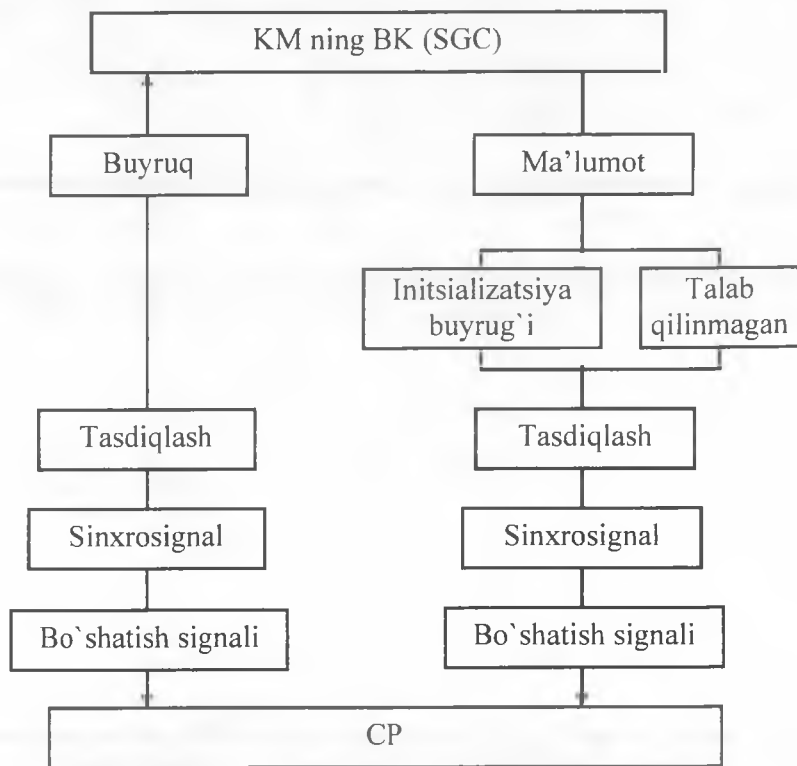 KM ning BK (SGC)
Buyruq
Ma’lumot
Initsializatsiya
buyrug`i
Talab
qilinmagan
Tasdiqlash
Tasdiqlash
Sinxrosignal
Sinxrosignal
Bo`shatish signali
Bo`shatish signali
CP